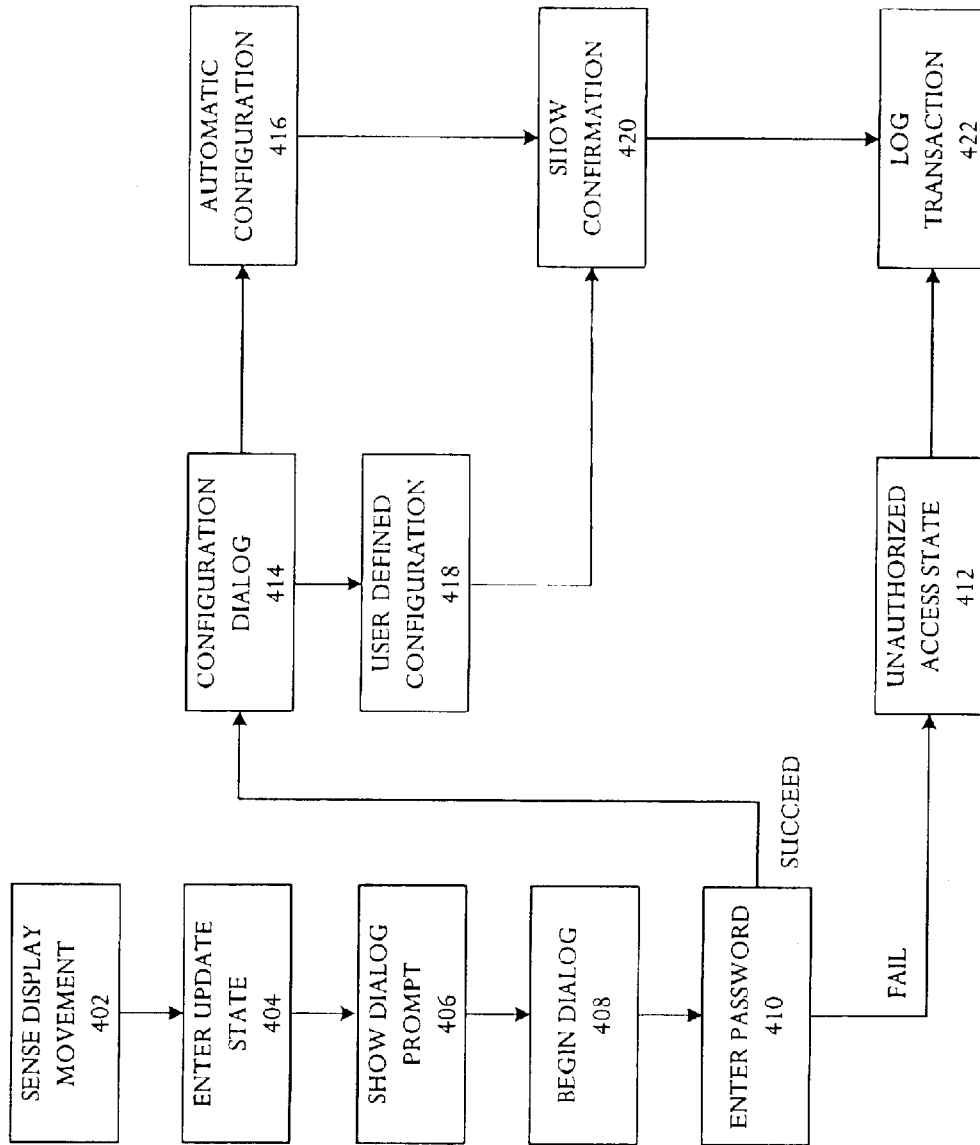 SENSE DISPLAY
MOVEMENT
402
ENTER UPDATE
STATE
404
SHOW DIALOG
PROMPT
406
BEGIN DIALOG
408
ENTER PASSWORD
410
SUCCEED
FAIL
CONFIGURATION
DIALOG
414
USER DEFINED
CONFIGURATION
418
UNAUTHORIZED
ACCESS STATE
412
AUTOMATIC
CONFIGURATION
416
SHOW
CONFIRMATION
420
LOG
TRANSACTION
422